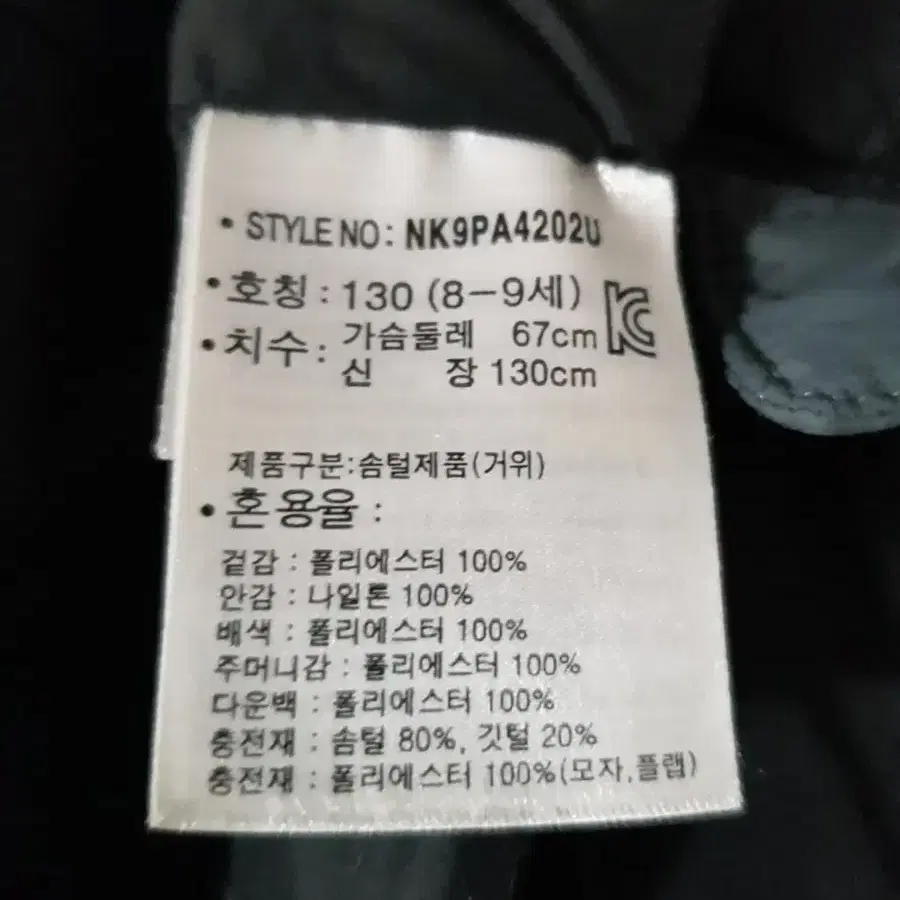 • STYLE NO: NK9PA4202U
• 호칭 : 130 (8-9세)
• 치수 : 가슴둘레 67cm
신 장 130cm
제품구분:솜털제품(거위)
• 혼용율 :
겉감 : 폴리에스터 100%
안감 : 나일론 100%
배색 : 폴리에스터 100%
주머니감 : 폴리에스터 100%
다운백 : 폴리에스터 100%
충전재 : 솜털 80%, 깃털 20%
충전재 : 폴리에스터 100%(모자,플랩)